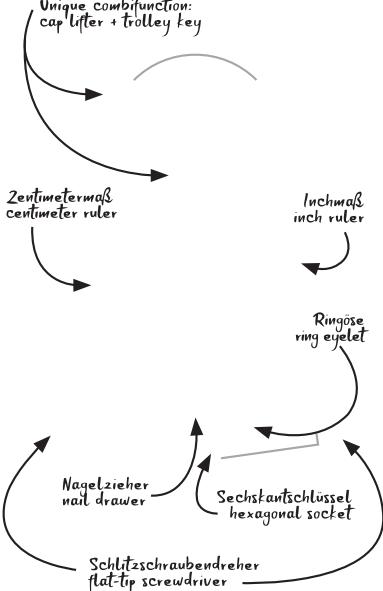 Unique combifunction:
cap lifter + trolley key
Zentimetermaß
centimeter ruler
Inchmaß
inch ruler
Ringöse
ring eyelet
Nagelzieher
nail drawer
Sechskantschlüssel
hexagonal socket
Schlitzschraubendreher
flat-tip screwdriver